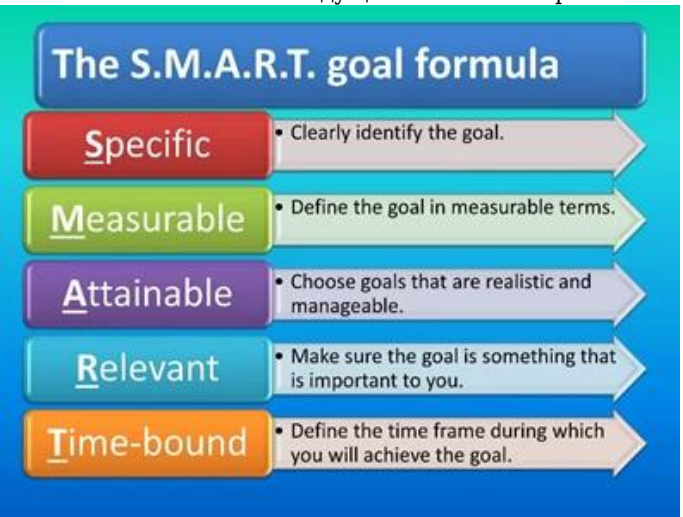 The S.M.A.R.T. goal formula
Specific
• Clearly identify the goal.
Measurable
• Define the goal in measurable terms.
Attainable
• Choose goals that are realistic and
manageable.
Relevant
• Make sure the goal is something that
is important to you.
Time-bound
• Define the time frame during which
you will achieve the goal.